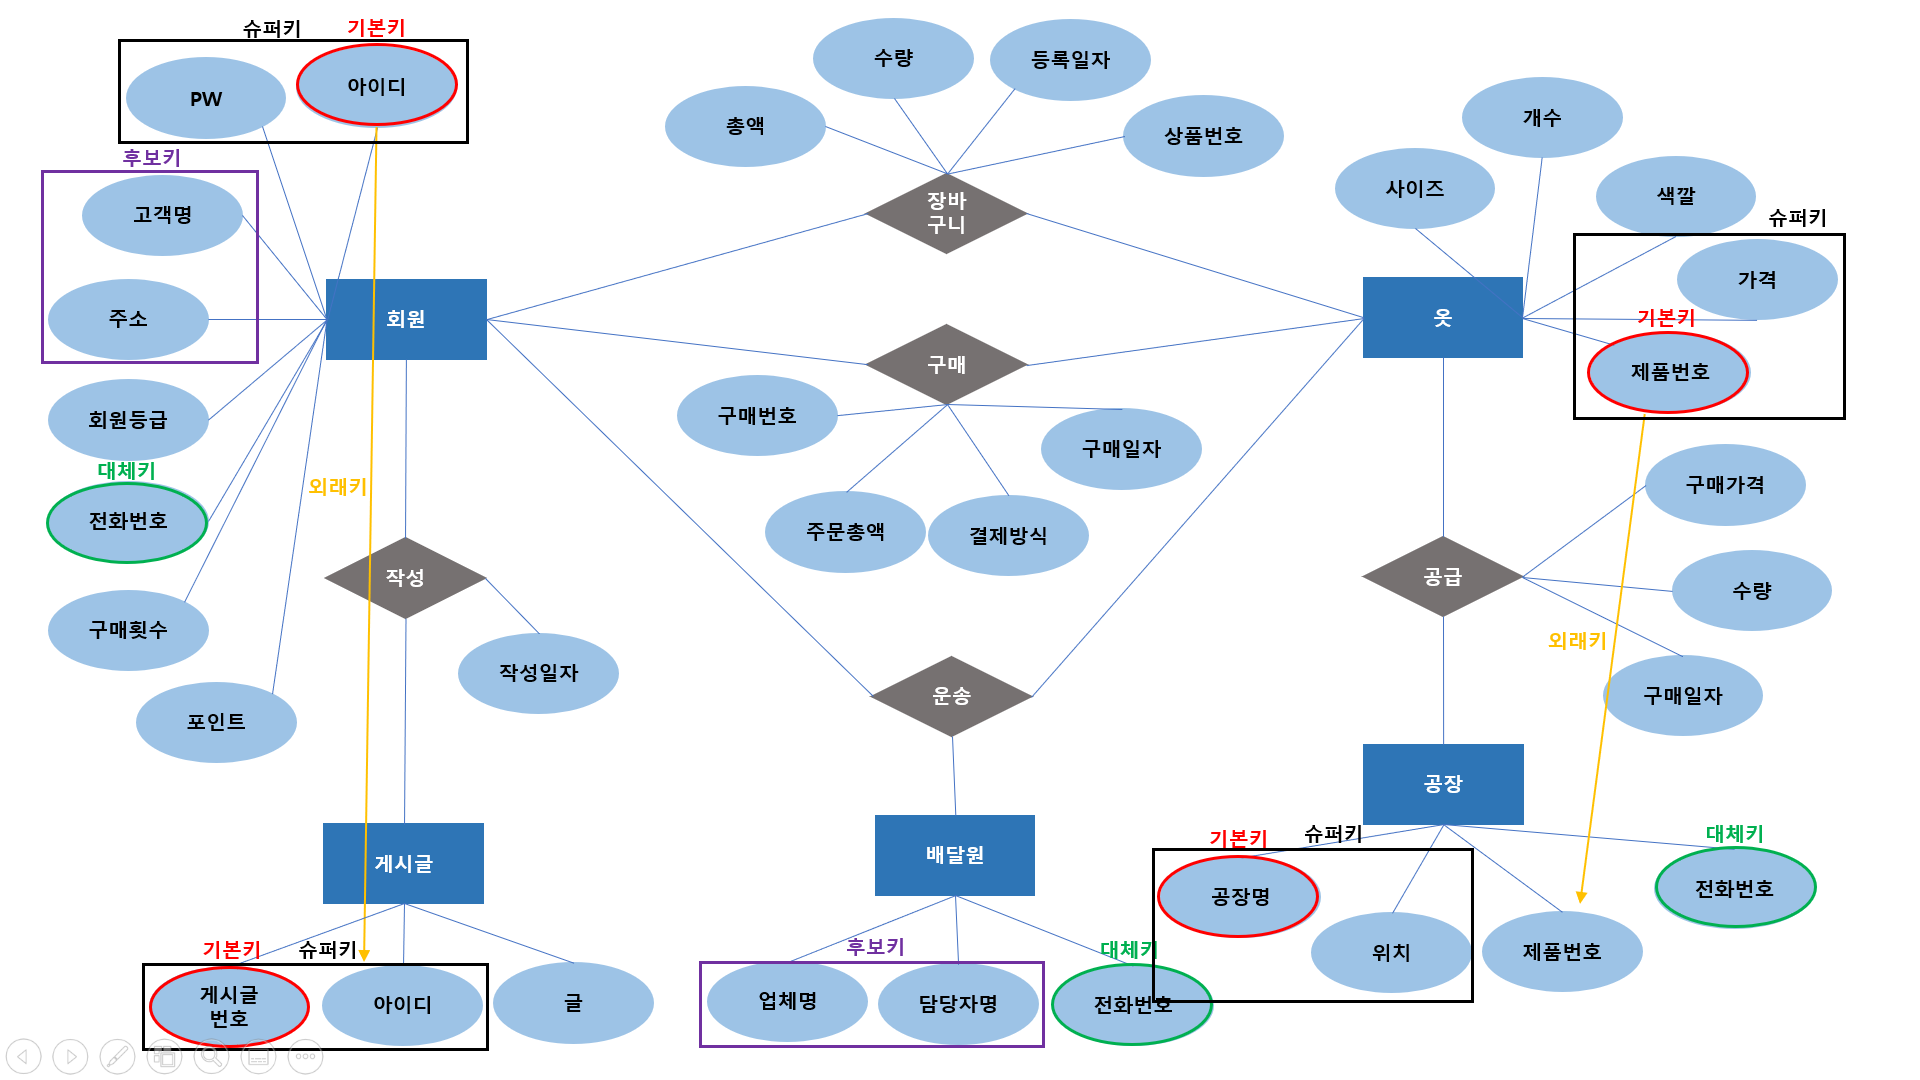 슈퍼키
기본키
PW
아이디
후보키
고객명
주소
회원
회원등급
대체키
전화번호
외래키
구매횟수
포인트
작성
작성일자
게시글
기본키
슈퍼키
게시글
번호
아이디
글
총액
수량
등록일자
상품번호
장바
구니
구매
구매번호
구매일자
주문총액
결제방식
운송
배달원
후보키
업체명
담당자명
대체키
전화번호
개수
사이즈
색깔
슈퍼키
옷
가격
기본키
제품번호
공급
구매가격
수량
외래키
구매일자
공장
기본키
슈퍼키
공장명
위치
제품번호
대체키
전화번호